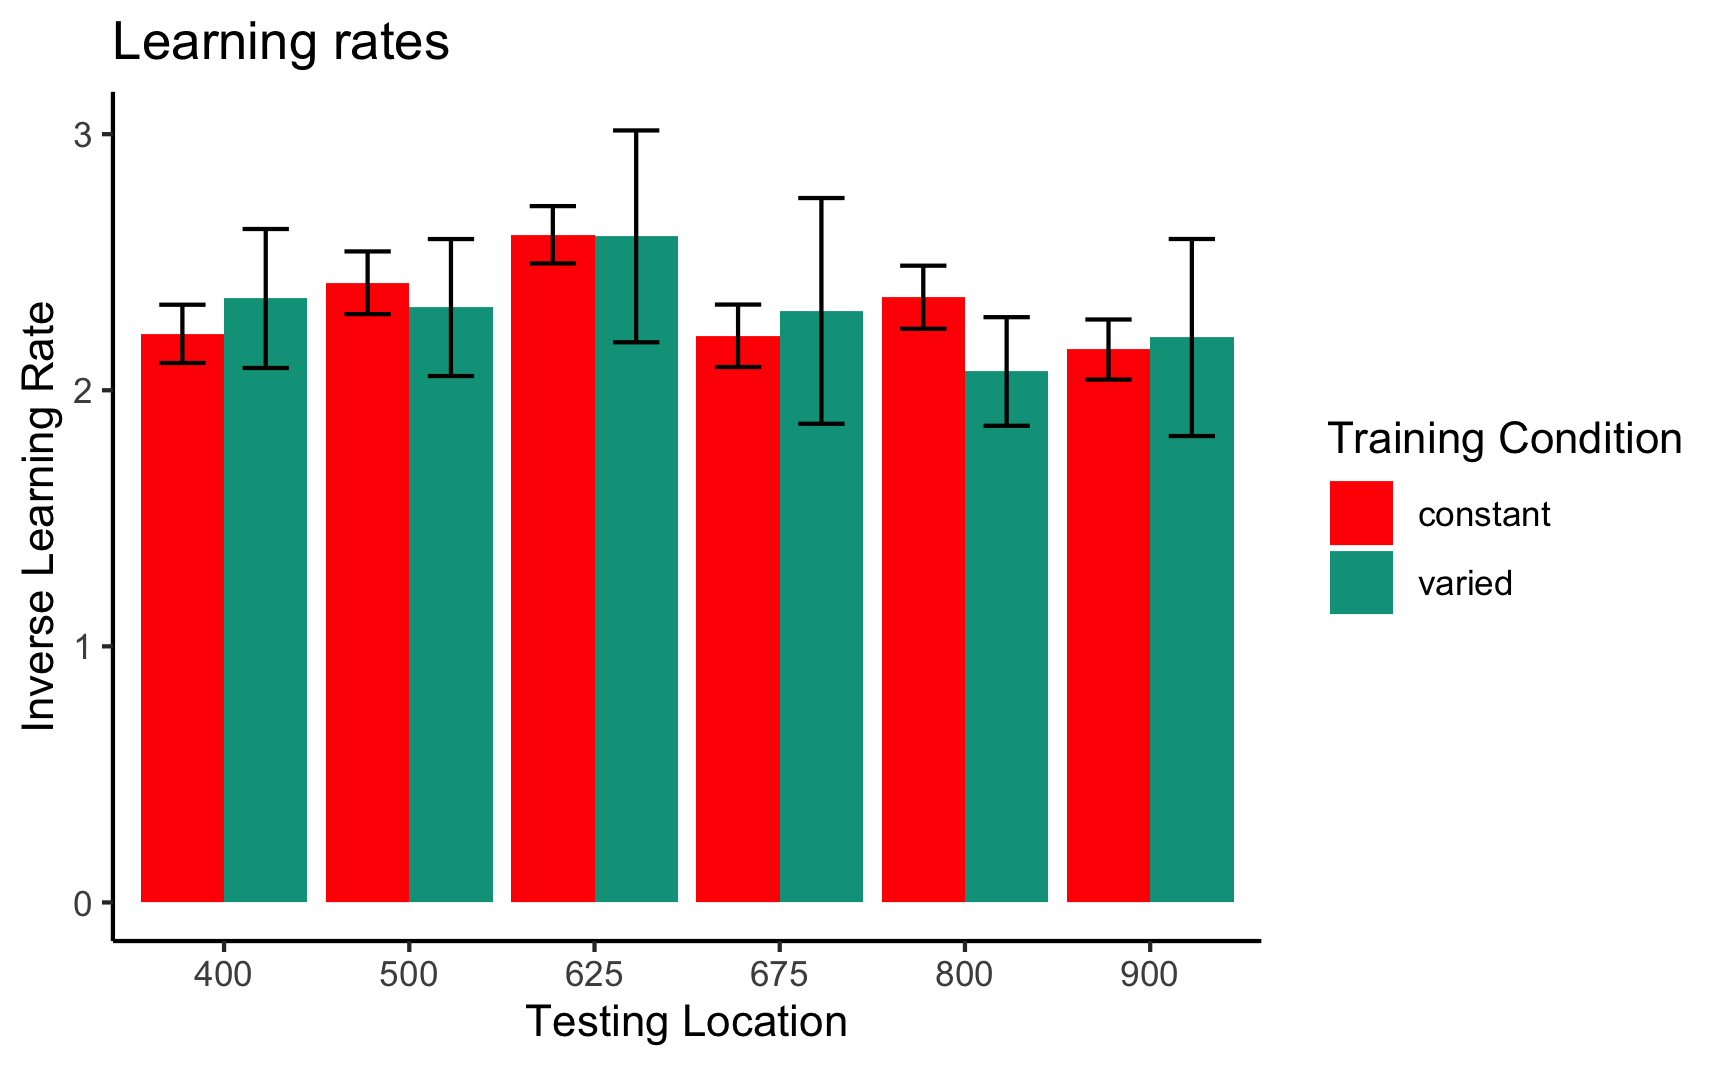 Learning rates
Inverse Learning Rate
3
2
1
0
400 500 625 675 800 900
Testing Location
Training Condition
constant
varied